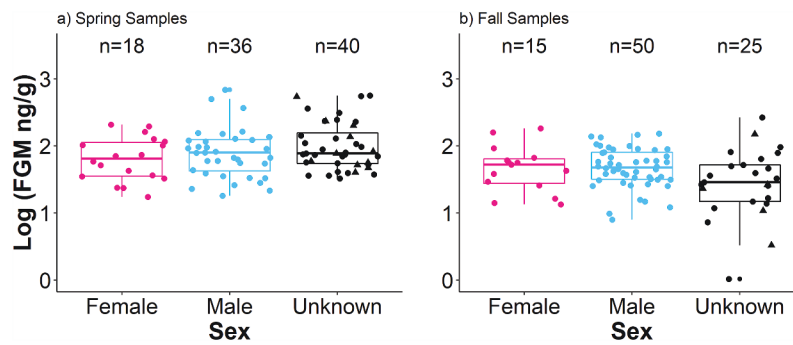 a) Spring Samples
n=18 n=36 n=40
Log (FGM ng/g)
3
2
1
0
Female Male Unknown
Sex
b) Fall Samples
n=15 n=50 n=25
3
2
1
0
Female Male Unknown
Sex